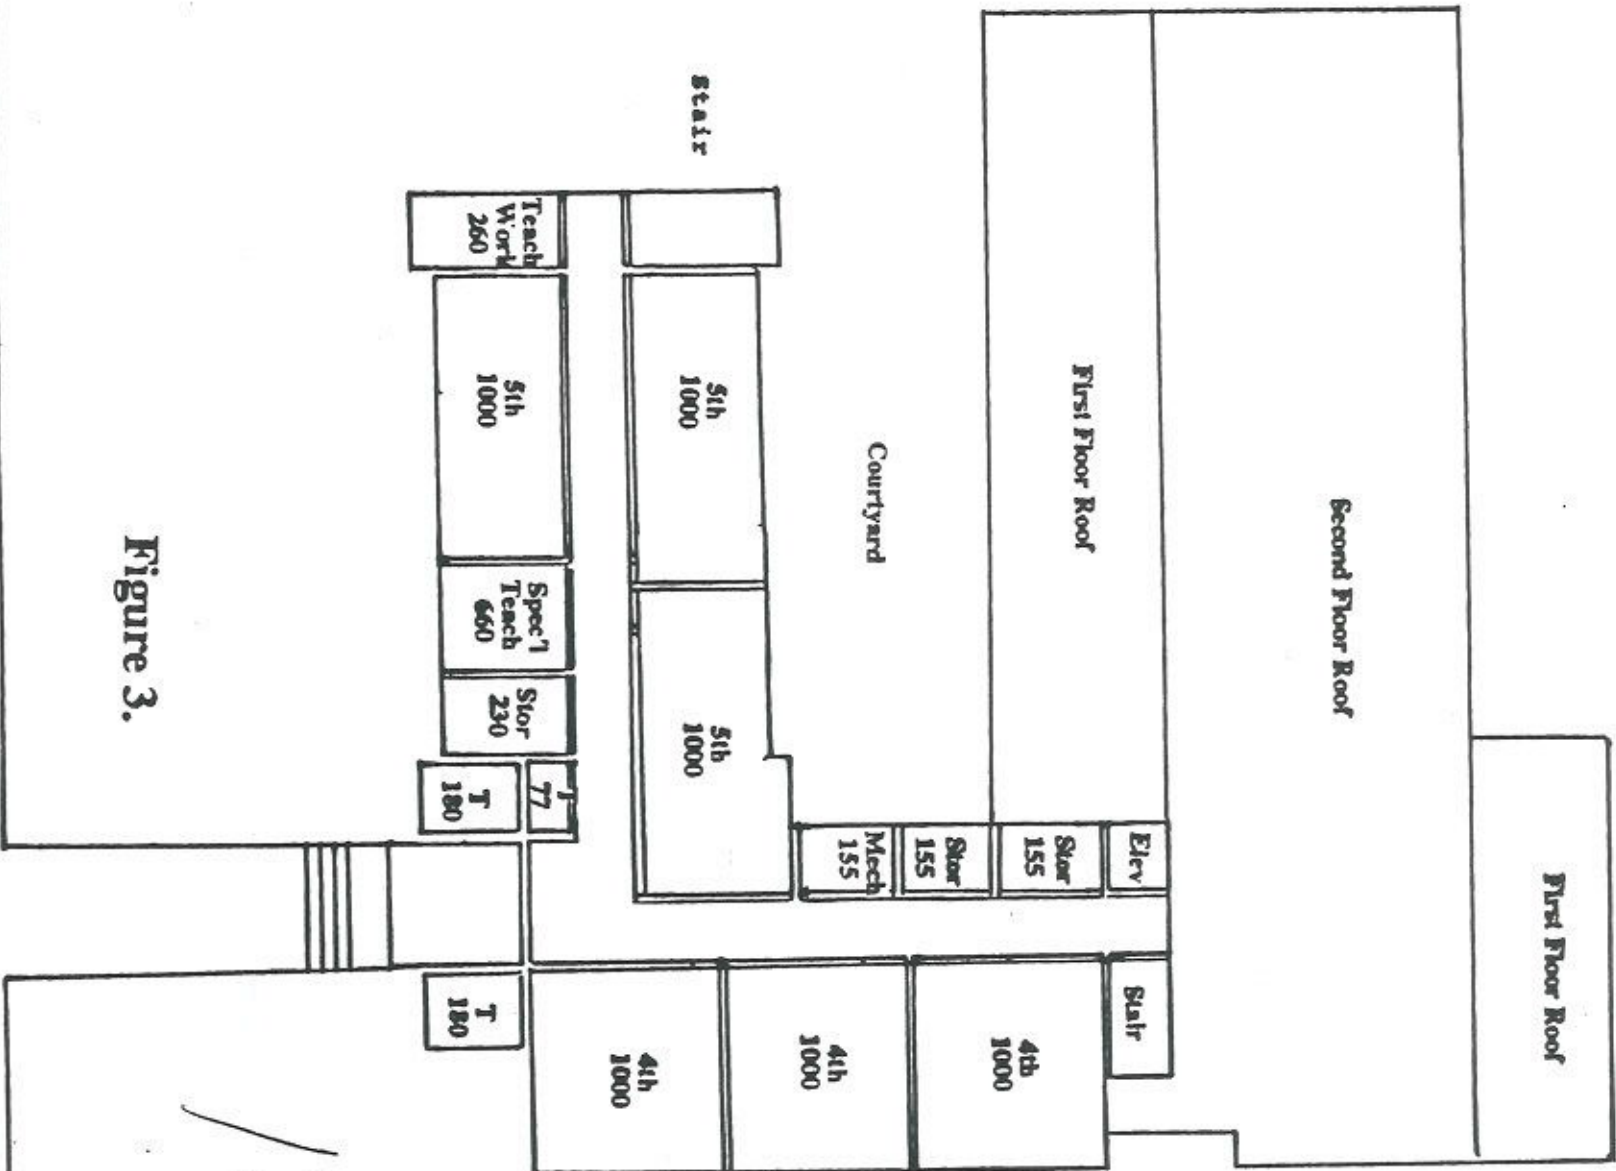 First Floor Roof
Second Floor Roof
Elev
Stair
First Floor Roof
Stor
155
4th
1000
Courtyard
Stor
155
Mech
155
4th
1000
Stair
5th
1000
5th
1000
4th
1000
Teach
Work
260
5th
1000
Spec'l
Teach
660
Stor
230
T
77
T
180
T
180
Figure 3.